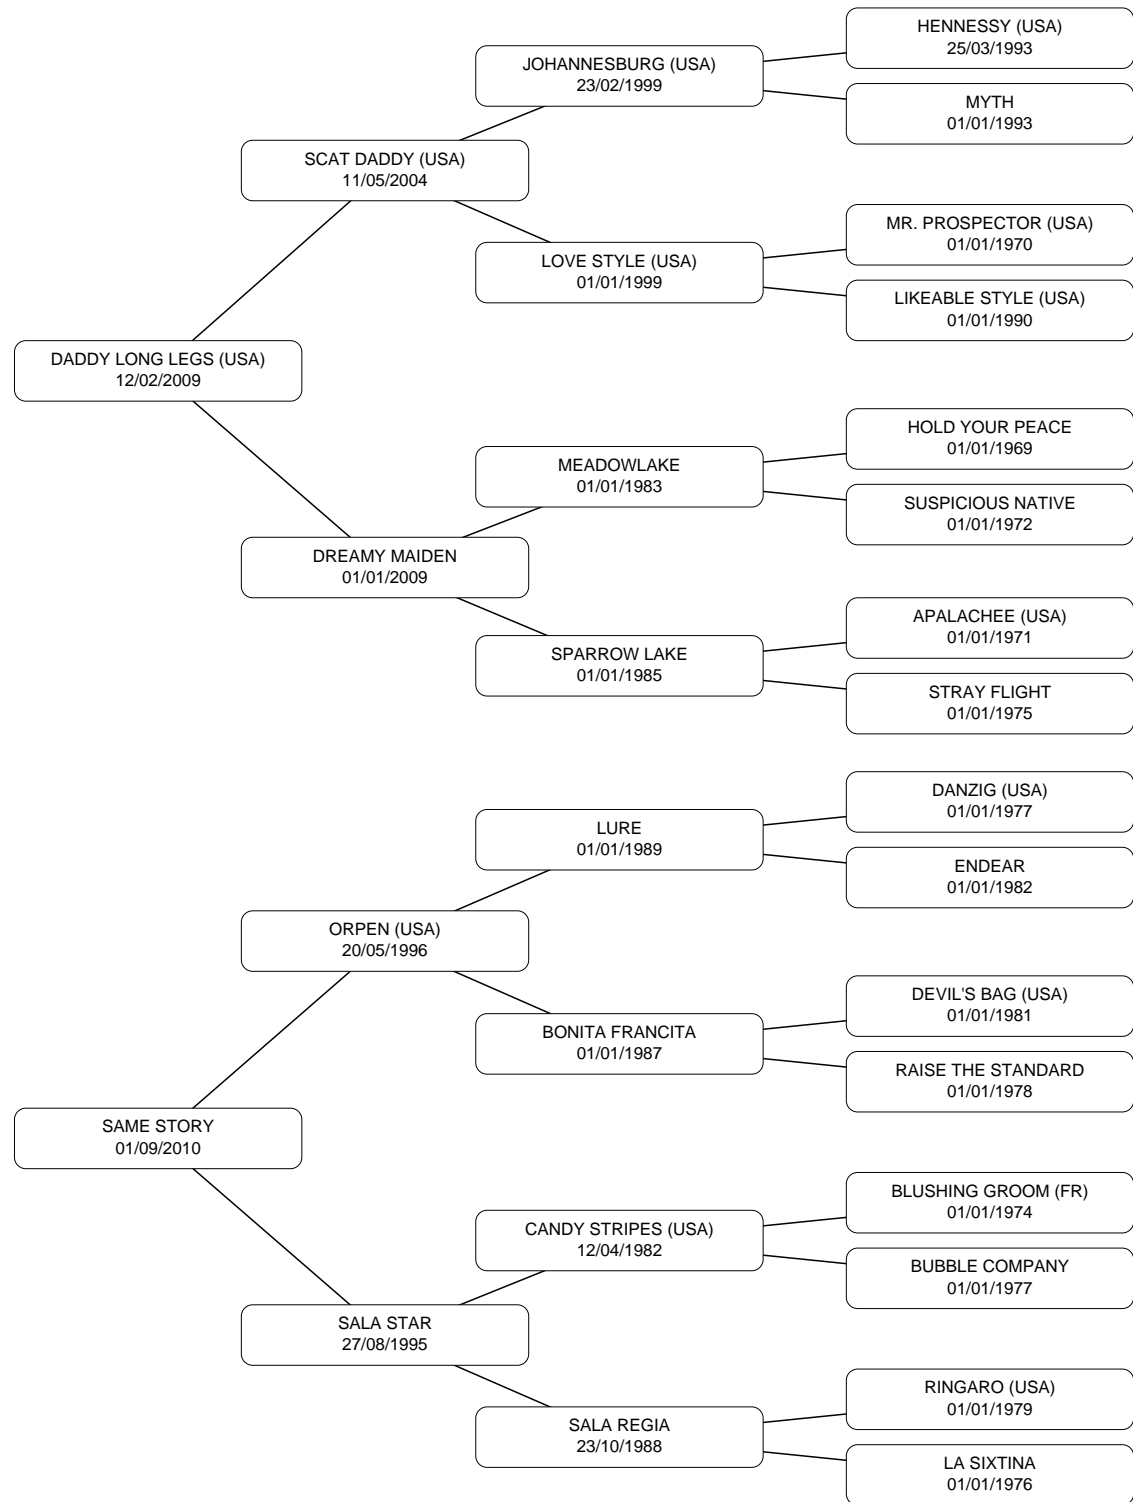 HENNESSY (USA)
25/03/1993
JOHANNESBURG (USA)
23/02/1999
MYTH
01/01/1993
SCAT DADDY (USA)
11/05/2004
MR. PROSPECTOR (USA)
01/01/1970
LOVE STYLE (USA)
01/01/1999
LIKEABLE STYLE (USA)
01/01/1990
DADDY LONG LEGS (USA)
12/02/2009
HOLD YOUR PEACE
01/01/1969
MEADOWLAKE
01/01/1983
SUSPICIOUS NATIVE
01/01/1972
DREAMY MAIDEN
01/01/2009
APALACHEE (USA)
01/01/1971
SPARROW LAKE
01/01/1985
STRAY FLIGHT
01/01/1975
DANZIG (USA)
01/01/1977
LURE
01/01/1989
ENDEAR
01/01/1982
ORPEN (USA)
20/05/1996
DEVIL'S BAG (USA)
01/01/1981
BONITA FRANCITA
01/01/1987
RAISE THE STANDARD
01/01/1978
SAME STORY
01/09/2010
BLUSHING GROOM (FR)
01/01/1974
CANDY STRIPES (USA)
12/04/1982
BUBBLE COMPANY
01/01/1977
SALA STAR
27/08/1995
RINGARO (USA)
01/01/1979
SALA REGIA
23/10/1988
LA SIXTINA
01/01/1976